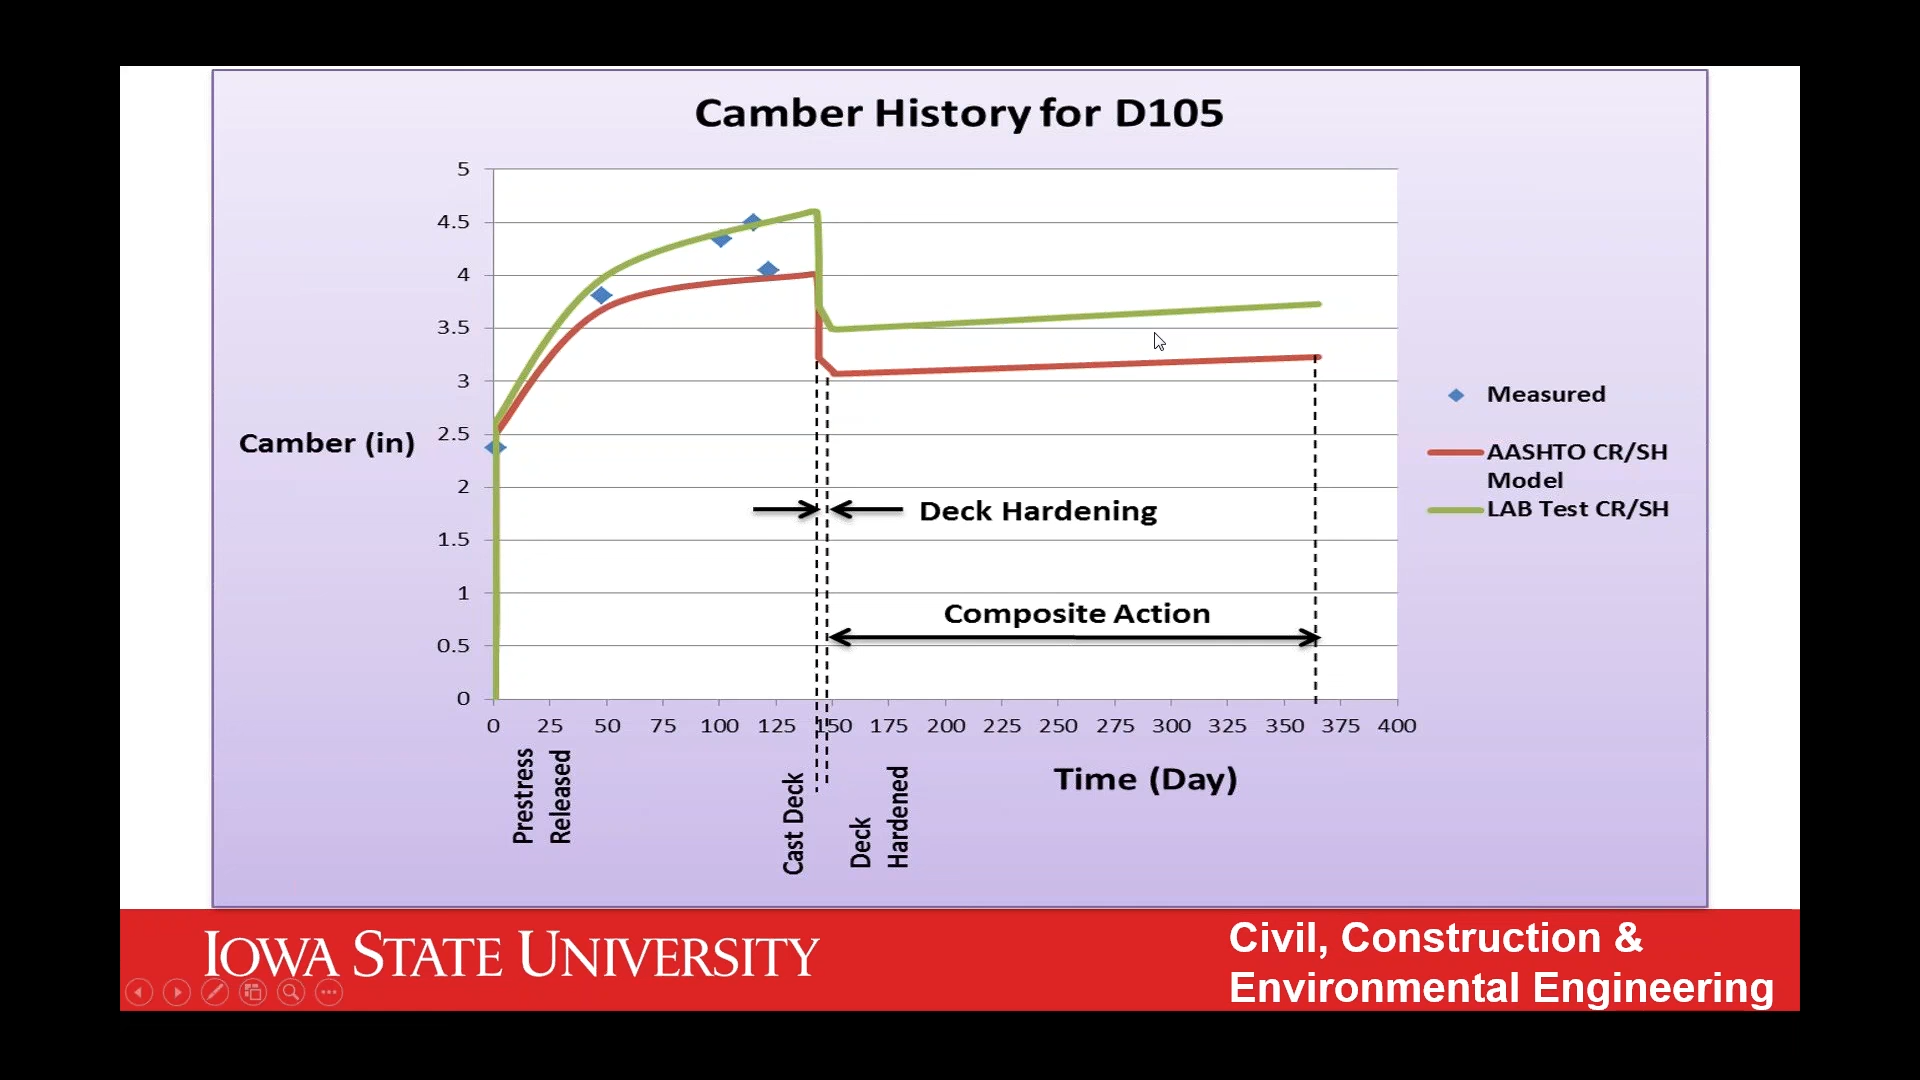 Camber History for D105
5
4.5
4
3.5
3
2.5
2
1.5
1
0.5
0
Camber (in)
Deck Hardening
Composite Action
0 25 50 75 100 125 150 175 200 225 250 275 300 325 350 375 400
Prestress
Released
Cast Deck
Deck
Hardened
Time (Day)
Measured
AASHTO CR/SH
Model
LAB Test CR/SH
IOWA STATE UNIVERSITY
Civil, Construction &
Environmental Engineering